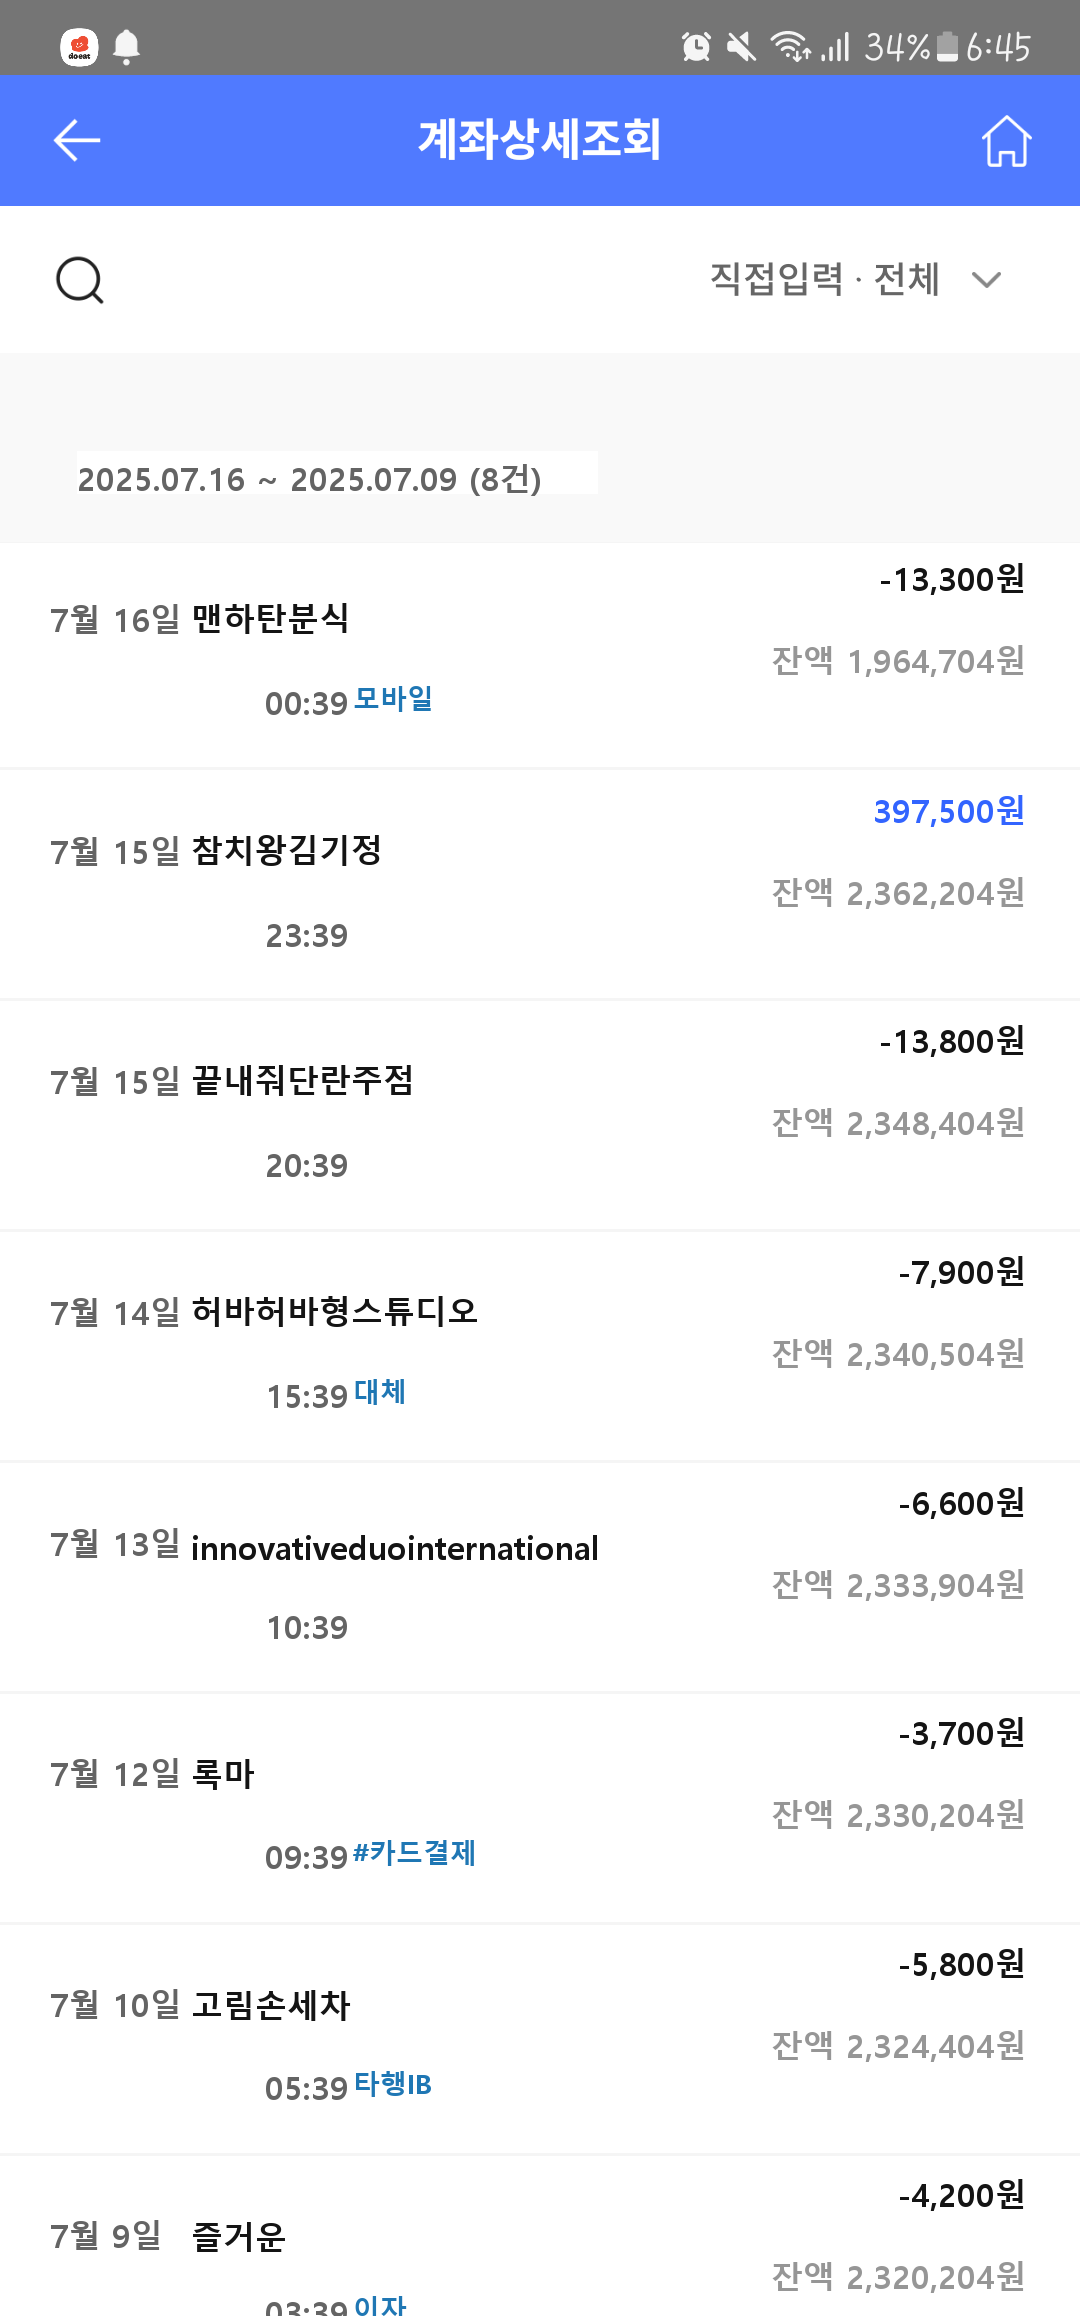 doeat
34% 6:45
계좌상세조회
직접입력 · 전체
2025.07.16 ~ 2025.07.09 (8건)
-13,300원
7월 16일 맨하탄분식
잔액 1,964,704원
00:39 모바일
397,500원
7월 15일 참치왕김기정
잔액 2,362,204원
23:39
-13,800원
7월 15일 끝내줘단란주점
잔액 2,348,404원
20:39
-7,900원
7월 14일 허바허바형스튜디오
잔액 2,340,504원
15:39 대체
-6,600원
7월 13일 innovativeduointernational
잔액 2,333,904원
10:39
-3,700원
7월 12일 록마
잔액 2,330,204원
09:39 #카드결제
-5,800원
7월 10일 고림손세차
잔액 2,324,404원
05:39 타행IB
-4,200원
7월 9일 즐거운
잔액 2,320,204원
03:39 이자